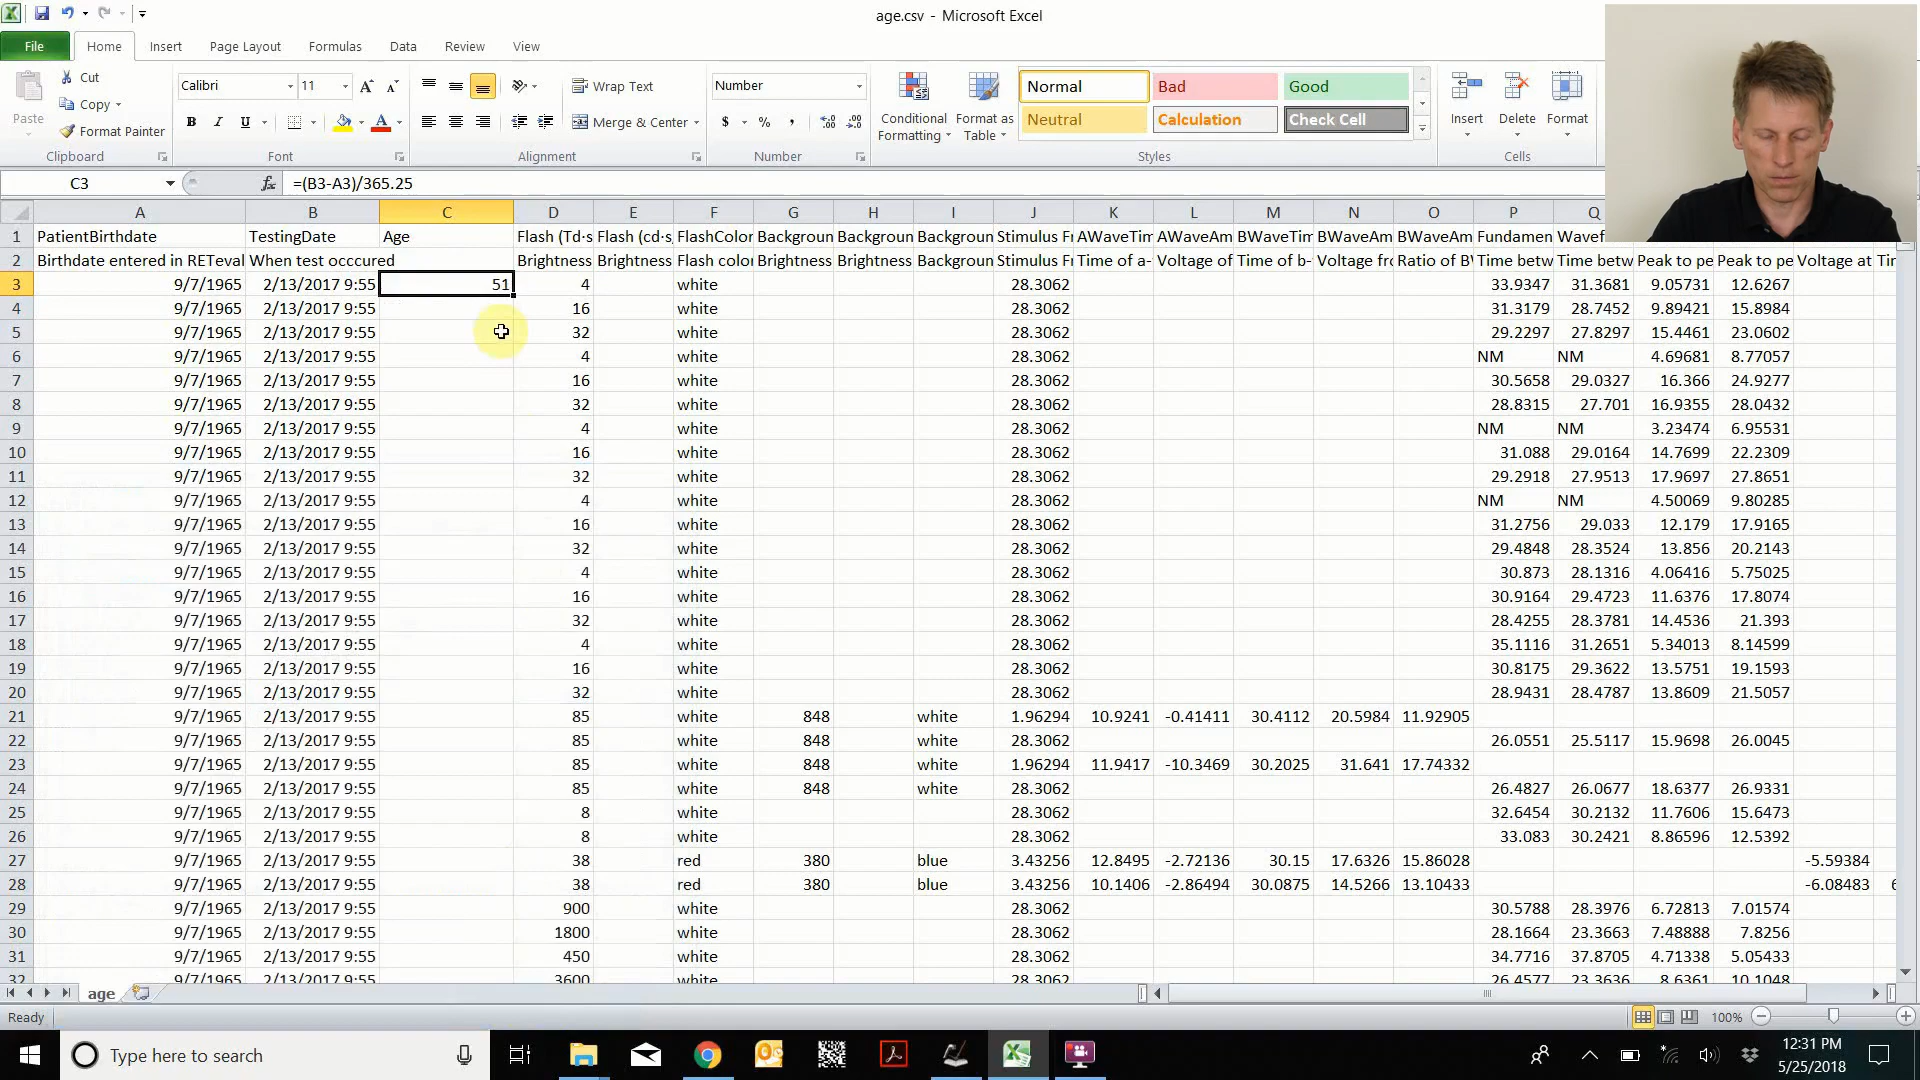 age.csv - Microsoft Excel
File Home Insert Page Layout Formulas Data Review View
Cut Calibri 11 Wrap Text Number Normal Bad Good
Copy Conditional Formatting Format as Table Insert Delete Format
Paste Format Painter B I U Merge & Center $ % , Neutral Calculation Check Cell
Clipboard Font Alignment Number Styles Cells
C3 fx =(B3-A3)/365.25
A B C D E F G H I J K L M N O P Q
1 PatientBirthdate TestingDate Age Flash (Td·s Flash (cd·s FlashColor Backgroun Backgroun Backgroun Stimulus Fr AWaveTim AWaveAm BWaveTim BWaveAm BWaveAm Fundamen Wavef
2 Birthdate entered in RETeval When test occcured Brightness Brightness Flash color Brightness Brightness Backgroun Stimulus Fr Time of a- Voltage of Time of b- Voltage fro Ratio of BV Time betw Time betw Peak to pe Peak to pe Voltage at Tir
3 9/7/1965 2/13/2017 9:55 51 4 white 28.3062 33.9347 31.3681 9.05731 12.6267
4 9/7/1965 2/13/2017 9:55 16 white 28.3062 31.3179 28.7452 9.89421 15.8984
5 9/7/1965 2/13/2017 9:55 32 white 28.3062 29.2297 27.8297 15.4461 23.0602
6 9/7/1965 2/13/2017 9:55 4 white 28.3062 NM NM 4.69681 8.77057
7 9/7/1965 2/13/2017 9:55 16 white 28.3062 30.5658 29.0327 16.366 24.9277
8 9/7/1965 2/13/2017 9:55 32 white 28.3062 28.8315 27.701 16.9355 28.0432
9 9/7/1965 2/13/2017 9:55 4 white 28.3062 NM NM 3.23474 6.95531
10 9/7/1965 2/13/2017 9:55 16 white 28.3062 31.088 29.0164 14.7699 22.2309
11 9/7/1965 2/13/2017 9:55 32 white 28.3062 29.2918 27.9513 17.9697 27.8651
12 9/7/1965 2/13/2017 9:55 4 white 28.3062 NM NM 4.50069 9.80285
13 9/7/1965 2/13/2017 9:55 16 white 28.3062 31.2756 29.033 12.179 17.9165
14 9/7/1965 2/13/2017 9:55 32 white 28.3062 29.4848 28.3524 13.856 20.2143
15 9/7/1965 2/13/2017 9:55 4 white 28.3062 30.873 28.1316 4.06416 5.75025
16 9/7/1965 2/13/2017 9:55 16 white 28.3062 30.9164 29.4723 11.6376 17.8074
17 9/7/1965 2/13/2017 9:55 32 white 28.3062 28.4255 28.3781 14.4536 21.393
18 9/7/1965 2/13/2017 9:55 4 white 28.3062 35.1116 31.2651 5.34013 8.14599
19 9/7/1965 2/13/2017 9:55 16 white 28.3062 30.8175 29.3622 13.5751 19.1593
20 9/7/1965 2/13/2017 9:55 32 white 28.3062 28.9431 28.4787 13.8609 21.5057
21 9/7/1965 2/13/2017 9:55 85 white 848 white 1.96294 10.9241 -0.41411 30.4112 20.5984 11.92905
22 9/7/1965 2/13/2017 9:55 85 white 848 white 28.3062 26.0551 25.5117 15.9698 26.0045
23 9/7/1965 2/13/2017 9:55 85 white 848 white 1.96294 11.9417 -10.3469 30.2025 31.641 17.74332
24 9/7/1965 2/13/2017 9:55 85 white 848 white 28.3062 26.4827 26.0677 18.6377 26.9331
25 9/7/1965 2/13/2017 9:55 8 white 28.3062 32.6454 30.2132 11.7606 15.6473
26 9/7/1965 2/13/2017 9:55 8 white 28.3062 33.083 30.2421 8.86596 12.5392
27 9/7/1965 2/13/2017 9:55 38 red 380 blue 3.43256 12.8495 -2.72136 30.15 17.6326 15.86028 -5.59384
28 9/7/1965 2/13/2017 9:55 38 red 380 blue 3.43256 10.1406 -2.86494 30.0875 14.5266 13.10433 -6.08483 6
29 9/7/1965 2/13/2017 9:55 900 white 28.3062 30.5788 28.3976 6.72813 7.01574
30 9/7/1965 2/13/2017 9:55 1800 white 28.3062 28.1664 23.3663 7.48888 7.8256
31 9/7/1965 2/13/2017 9:55 450 white 28.3062 34.7716 37.8705 4.71338 5.05433
32 9/7/1965 2/13/2017 9:55 3600 white 28.3062 26.4577 23.3636 8.6361 10.1048
age
Ready 100%
Type here to search 12:31 PM
5/25/2018